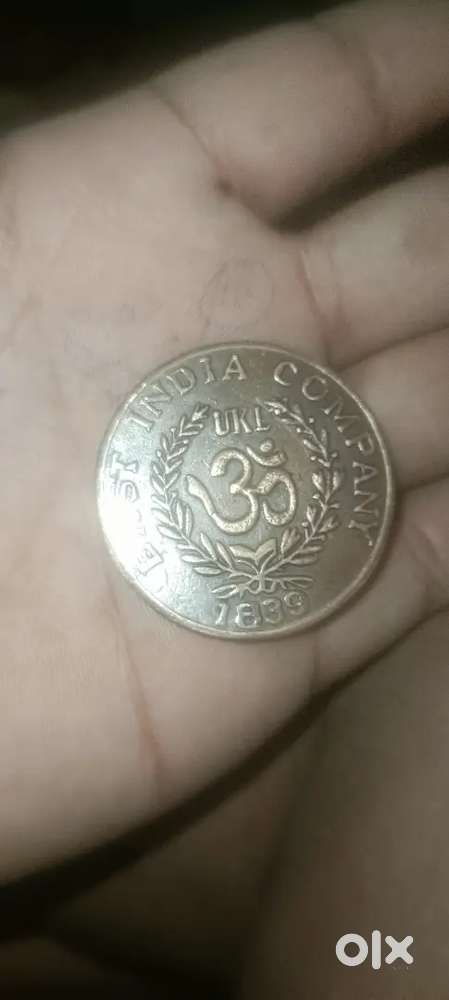 EAST INDIA COMPANY
UKL
ॐ
1839
olx